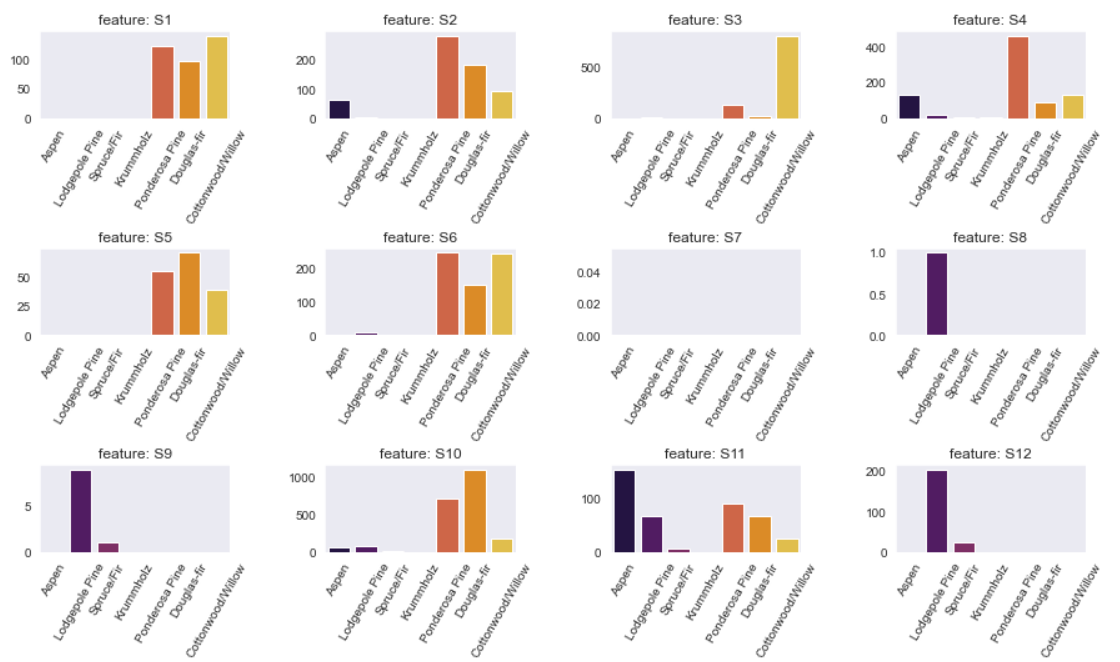 feature: S1
100
50
0
Aspen
Lodgepole Pine
Spruce/Fir
Krummholz
Ponderosa Pine
Douglas-fir
Cottonwood/Willow
feature: S2
200
100
0
Aspen
Lodgepole Pine
Spruce/Fir
Krummholz
Ponderosa Pine
Douglas-fir
Cottonwood/Willow
feature: S3
500
0
Aspen
Lodgepole Pine
Spruce/Fir
Krummholz
Ponderosa Pine
Douglas-fir
Cottonwood/Willow
feature: S4
400
200
0
Aspen
Lodgepole Pine
Spruce/Fir
Krummholz
Ponderosa Pine
Douglas-fir
Cottonwood/Willow
feature: S5
50
25
0
Aspen
Lodgepole Pine
Spruce/Fir
Krummholz
Ponderosa Pine
Douglas-fir
Cottonwood/Willow
feature: S6
200
100
0
Aspen
Lodgepole Pine
Spruce/Fir
Krummholz
Ponderosa Pine
Douglas-fir
Cottonwood/Willow
feature: S7
0.04
0.02
0.00
Aspen
Lodgepole Pine
Spruce/Fir
Krummholz
Ponderosa Pine
Douglas-fir
Cottonwood/Willow
feature: S8
1.0
0.5
0.0
Aspen
Lodgepole Pine
Spruce/Fir
Krummholz
Ponderosa Pine
Douglas-fir
Cottonwood/Willow
feature: S9
5
0
Aspen
Lodgepole Pine
Spruce/Fir
Krummholz
Ponderosa Pine
Douglas-fir
Cottonwood/Willow
feature: S10
1000
500
0
Aspen
Lodgepole Pine
Spruce/Fir
Krummholz
Ponderosa Pine
Douglas-fir
Cottonwood/Willow
feature: S11
100
0
Aspen
Lodgepole Pine
Spruce/Fir
Krummholz
Ponderosa Pine
Douglas-fir
Cottonwood/Willow
feature: S12
200
100
0
Aspen
Lodgepole Pine
Spruce/Fir
Krummholz
Ponderosa Pine
Douglas-fir
Cottonwood/Willow